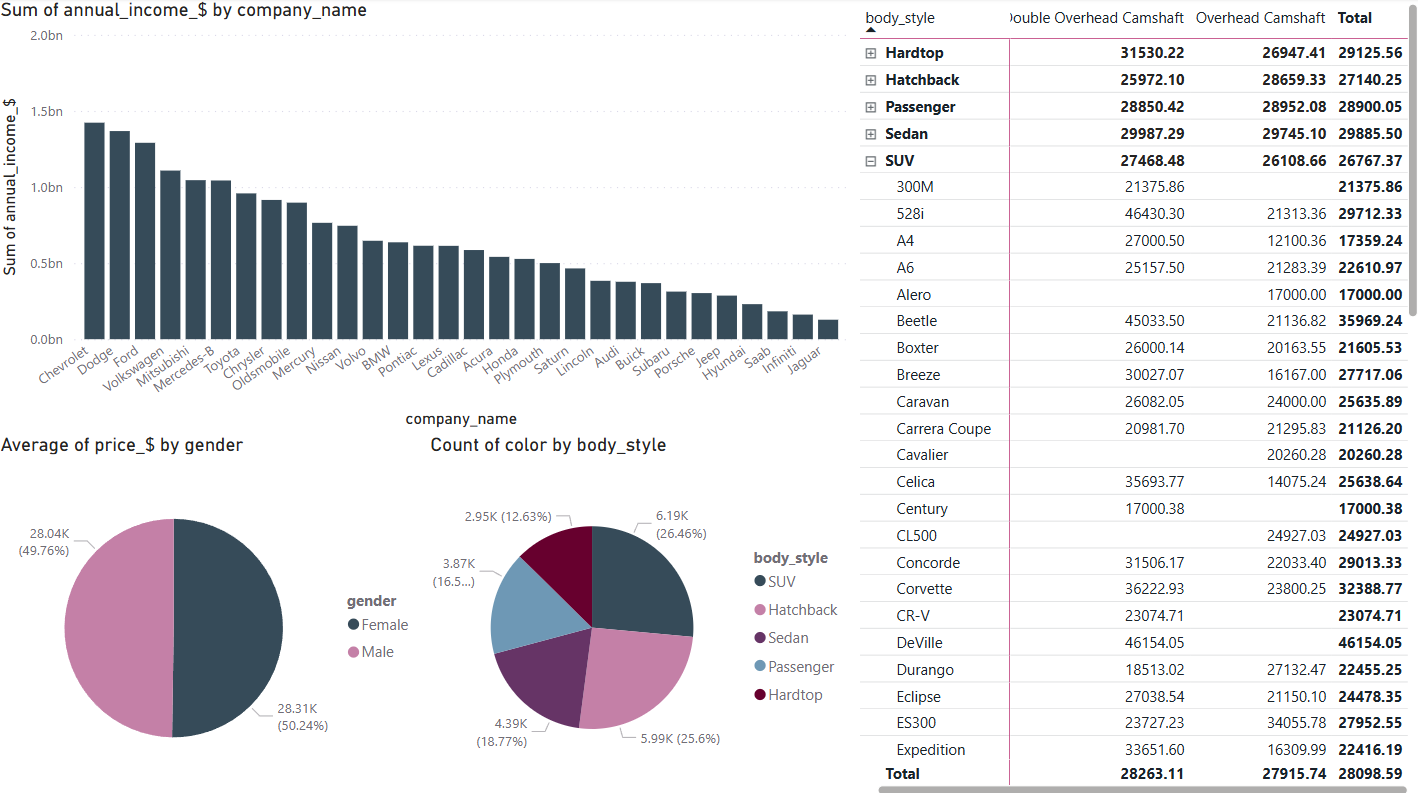 Sum of annual_income_$ by company_name
2.0bn
1.5bn
1.0bn
0.5bn
0.0bn
Sum of annual_income_$
Chevrolet
Dodge
Ford
Volkswagen
Mitsubishi
Mercedes-B
Toyota
Chrysler
Oldsmobile
Mercury
Nissan
Volvo
BMW
Pontiac
Lexus
Cadillac
Acura
Honda
Plymouth
Saturn
Lincoln
Audi
Buick
Subaru
Porsche
Jeep
Hyundai
Saab
Infiniti
Jaguar
company_name
Average of price_$ by gender
28.04K
(49.76%)
28.31K
(50.24%)
gender
Female
Male
Count of color by body_style
2.95K (12.63%)
6.19K
(26.46%)
3.87K
(16.5...)
4.39K
(18.77%)
5.99K (25.6%)
body_style
SUV
Hatchback
Sedan
Passenger
Hardtop
body_style Double Overhead Camshaft Overhead Camshaft Total
Hardtop 31530.22 26947.41 29125.56
Hatchback 25972.10 28659.33 27140.25
Passenger 28850.42 28952.08 28900.05
Sedan 29987.29 29745.10 29885.50
SUV 27468.48 26108.66 26767.37
300M 21375.86 21375.86
528i 46430.30 21313.36 29712.33
A4 27000.50 12100.36 17359.24
A6 25157.50 21283.39 22610.97
Alero 17000.00 17000.00
Beetle 45033.50 21136.82 35969.24
Boxter 26000.14 20163.55 21605.53
Breeze 30027.07 16167.00 27717.06
Caravan 26082.05 24000.00 25635.89
Carrera Coupe 20981.70 21295.83 21126.20
Cavalier 20260.28 20260.28
Celica 35693.77 14075.24 25638.64
Century 17000.38 17000.38
CL500 24927.03 24927.03
Concorde 31506.17 22033.40 29013.33
Corvette 36222.93 23800.25 32388.77
CR-V 23074.71 23074.71
DeVille 46154.05 46154.05
Durango 18513.02 27132.47 22455.25
Eclipse 27038.54 21150.10 24478.35
ES300 23727.23 34055.78 27952.55
Expedition 33651.60 16309.99 22416.19
Total 28263.11 27915.74 28098.59